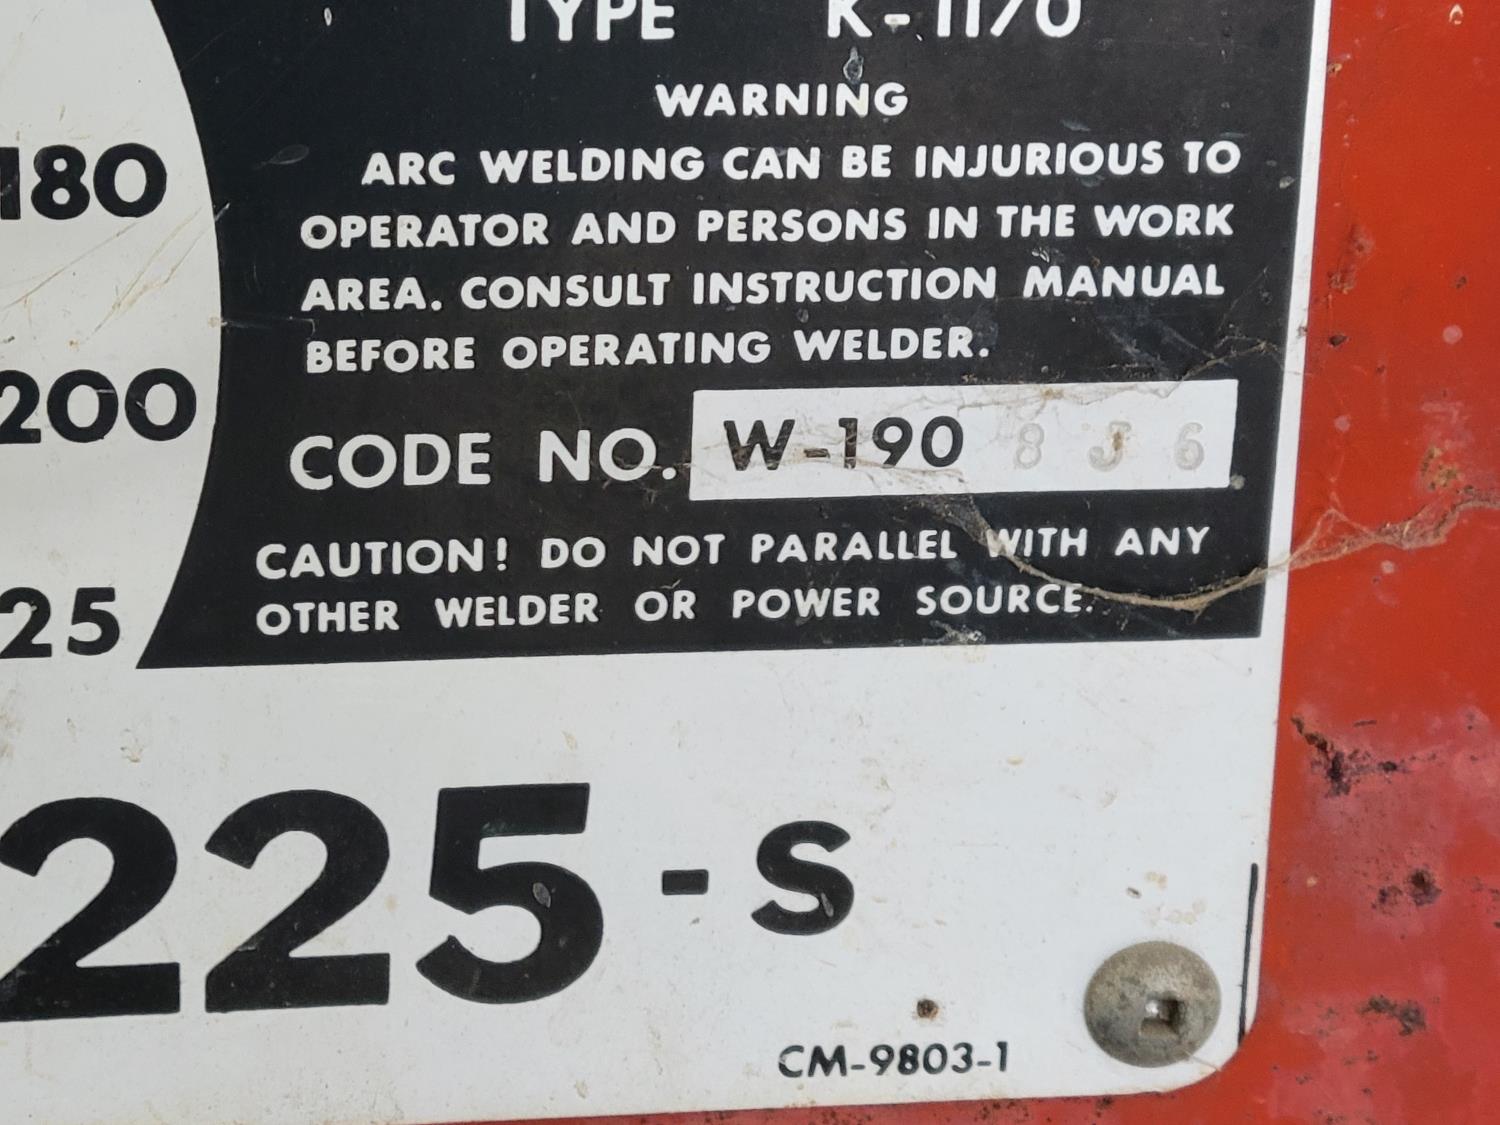 TYPE K-1170
WARNING
ARC WELDING CAN BE INJURIOUS TO
180
OPERATOR AND PERSONS IN THE WORK
AREA. CONSULT INSTRUCTION MANUAL
BEFORE OPERATING WELDER.
200
CODE NO. W-190 8 J 6
CAUTION! DO NOT PARALLEL WITH ANY
25
OTHER WELDER OR POWER SOURCE.
225-S
CM-9803-1